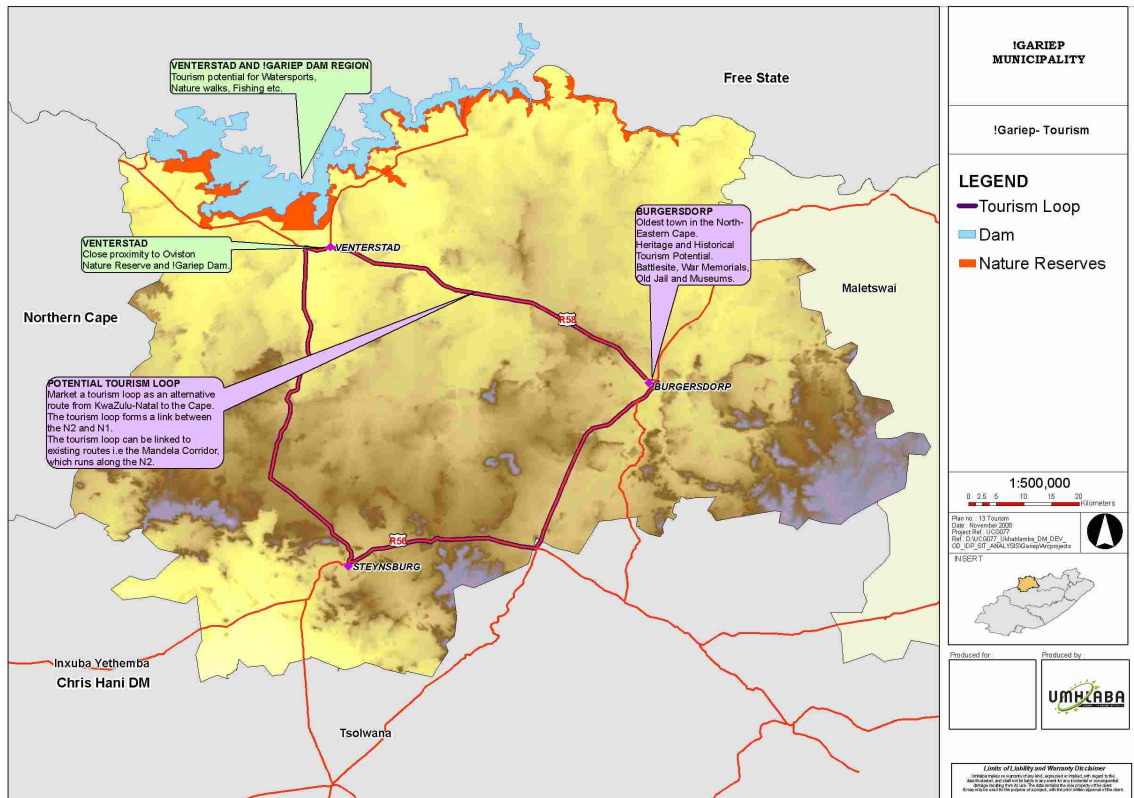 VENTERSTAD AND !GARIEP DAM REGION
Tourism potential for Watersports,
Nature walks, Fishing etc.
Free State
VENTERSTAD
Close proximity to Oviston
Nature Reserve and !Gariep Dam.
VENTERSTAD
BURGERSDORP
Oldest town in the North-
Eastern Cape.
Heritage and Historical
Tourism Potential.
Battlesite, War Memorials,
Old Jail and Museums.
Maletswai
Northern Cape
R58
POTENTIAL TOURISM LOOP
Market a tourism loop as an alternative
route from KwaZulu-Natal to the Cape.
The tourism loop forms a link between
the N2 and N1.
The tourism loop can be linked to
existing routes i.e the Mandela Corridor,
which runs along the N2.
BURGERSDORP
R56
STEYNSBURG
Inxuba Yethemba
Chris Hani DM
Tsolwana
!GARIEP
MUNICIPALITY
!Gariep- Tourism
LEGEND
Tourism Loop
Dam
Nature Reserves
1:500,000
0 2.5 5 10 15 20
Kilometers
Plan no. : 13 Tourism
Date : November 2008
Project Ref : UCG077
INSERT
Produced for :
Produced by :
UMHLABA
Limits of Liability and Warranty Disclaimer